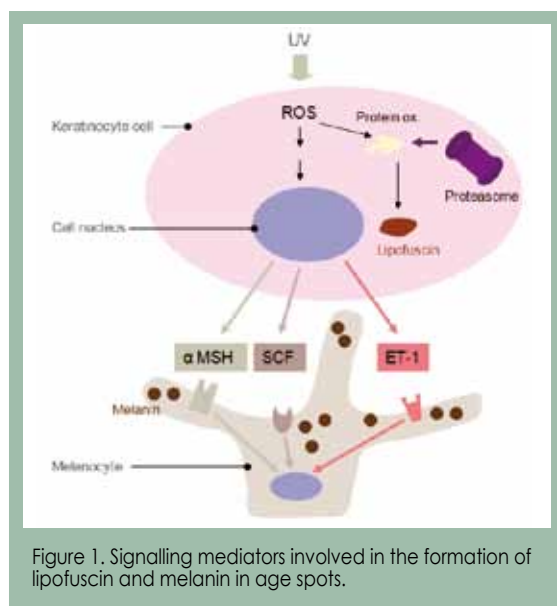 UV
ROS
Protein ox.
Keratinocyte cell
Proteasome
Cell nucleus
Lipofuscin
α MSH
SCF
ET-1
Melanin
Melanocyte
Figure 1. Signalling mediators involved in the formation of
lipofuscin and melanin in age spots.